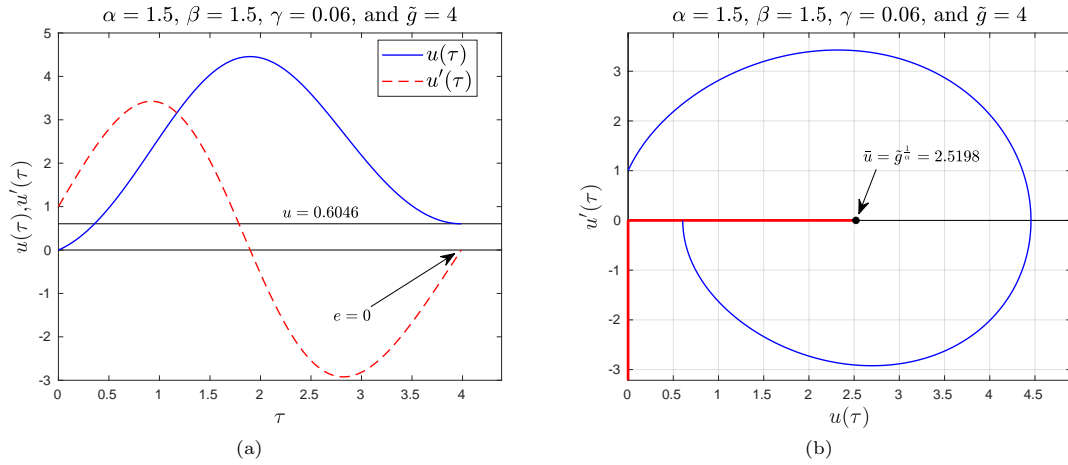 α = 1.5, β = 1.5, γ = 0.06, and g̃ = 4
5
4
3
2
1
0
-1
-2
-3
u(τ),u′(τ)
u(τ)
u′(τ)
u = 0.6046
e = 0
0 0.5 1 1.5 2 2.5 3 3.5 4
τ
(a)
α = 1.5, β = 1.5, γ = 0.06, and g̃ = 4
3
2
1
0
-1
-2
-3
u′(τ)
ū = g̃^{1/α} = 2.5198
0 0.5 1 1.5 2 2.5 3 3.5 4 4.5
u(τ)
(b)